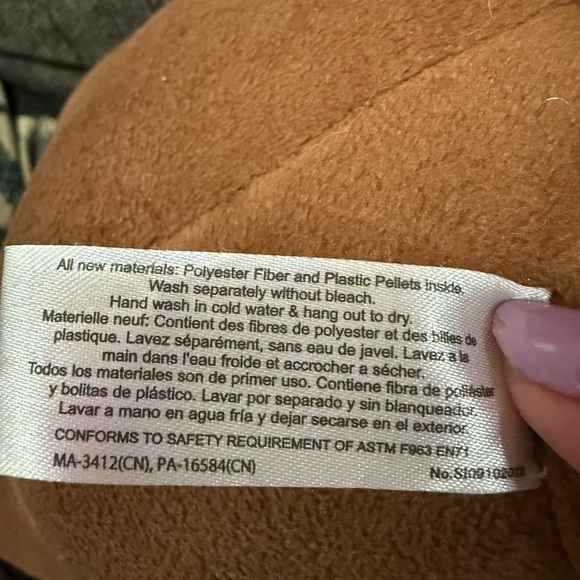 All new materials: Polyester Fiber and Plastic Pellets inside.
Wash separately without bleach.
Hand wash in cold water & hang out to dry.
Materielle neuf: Contient des fibres de polyester et des billes de
plastique. Lavez séparément, sans eau de javel. Lavez a la
main dans l'eau froide et accrocher a sécher.
Todos los materiales son de primer uso. Contiene fibra de poliéster
y bolitas de plástico. Lavar por separado y sin blanqueador.
Lavar a mano en agua fría y dejar secarse en el exterior.
CONFORMS TO SAFETY REQUIREMENT OF ASTM F963 EN71
MA-3412(CN), PA-16584(CN)